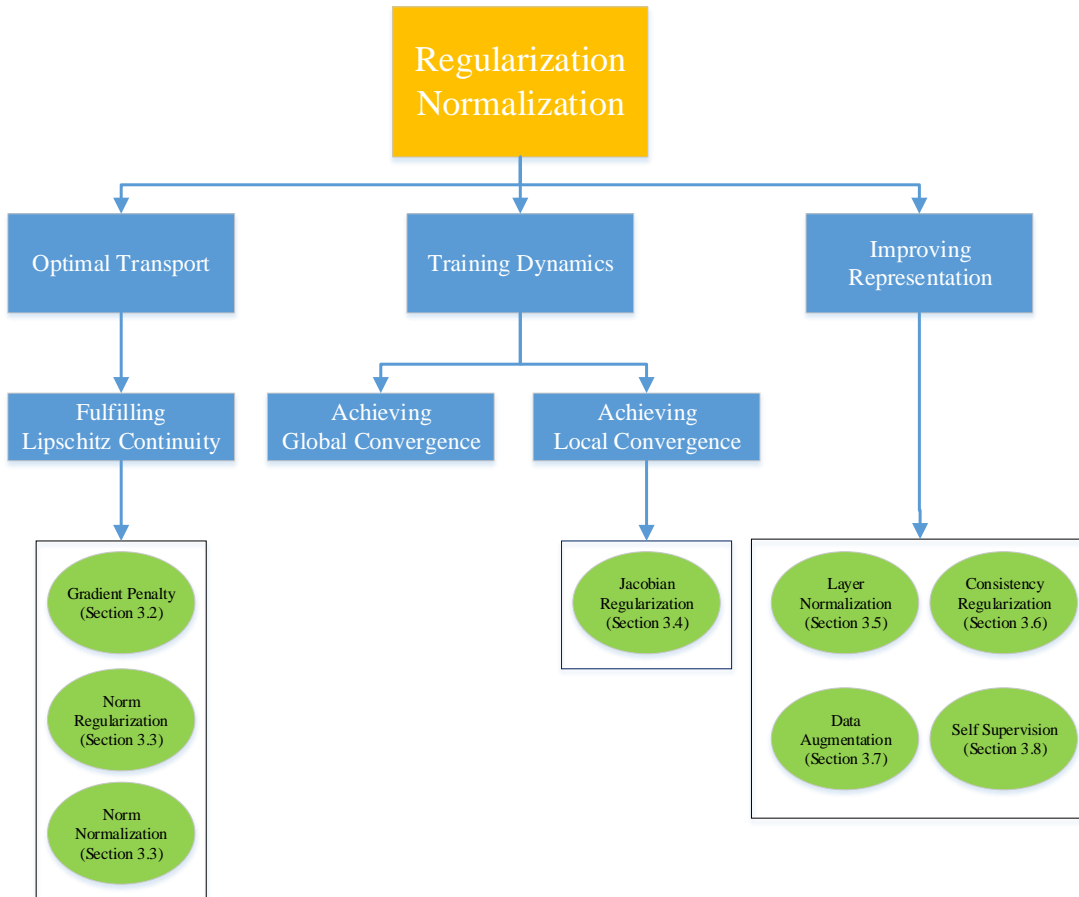 Regularization
Normalization
Optimal Transport
Training Dynamics
Improving
Representation
Fulfilling
Lipschitz Continuity
Achieving
Global Convergence
Achieving
Local Convergence
Gradient Penalty
(Section 3.2)
Norm
Regularization
(Section 3.3)
Norm
Normalization
(Section 3.3)
Jacobian
Regularization
(Section 3.4)
Layer
Normalization
(Section 3.5)
Consistency
Regularization
(Section 3.6)
Data
Augmentation
(Section 3.7)
Self Supervision
(Section 3.8)